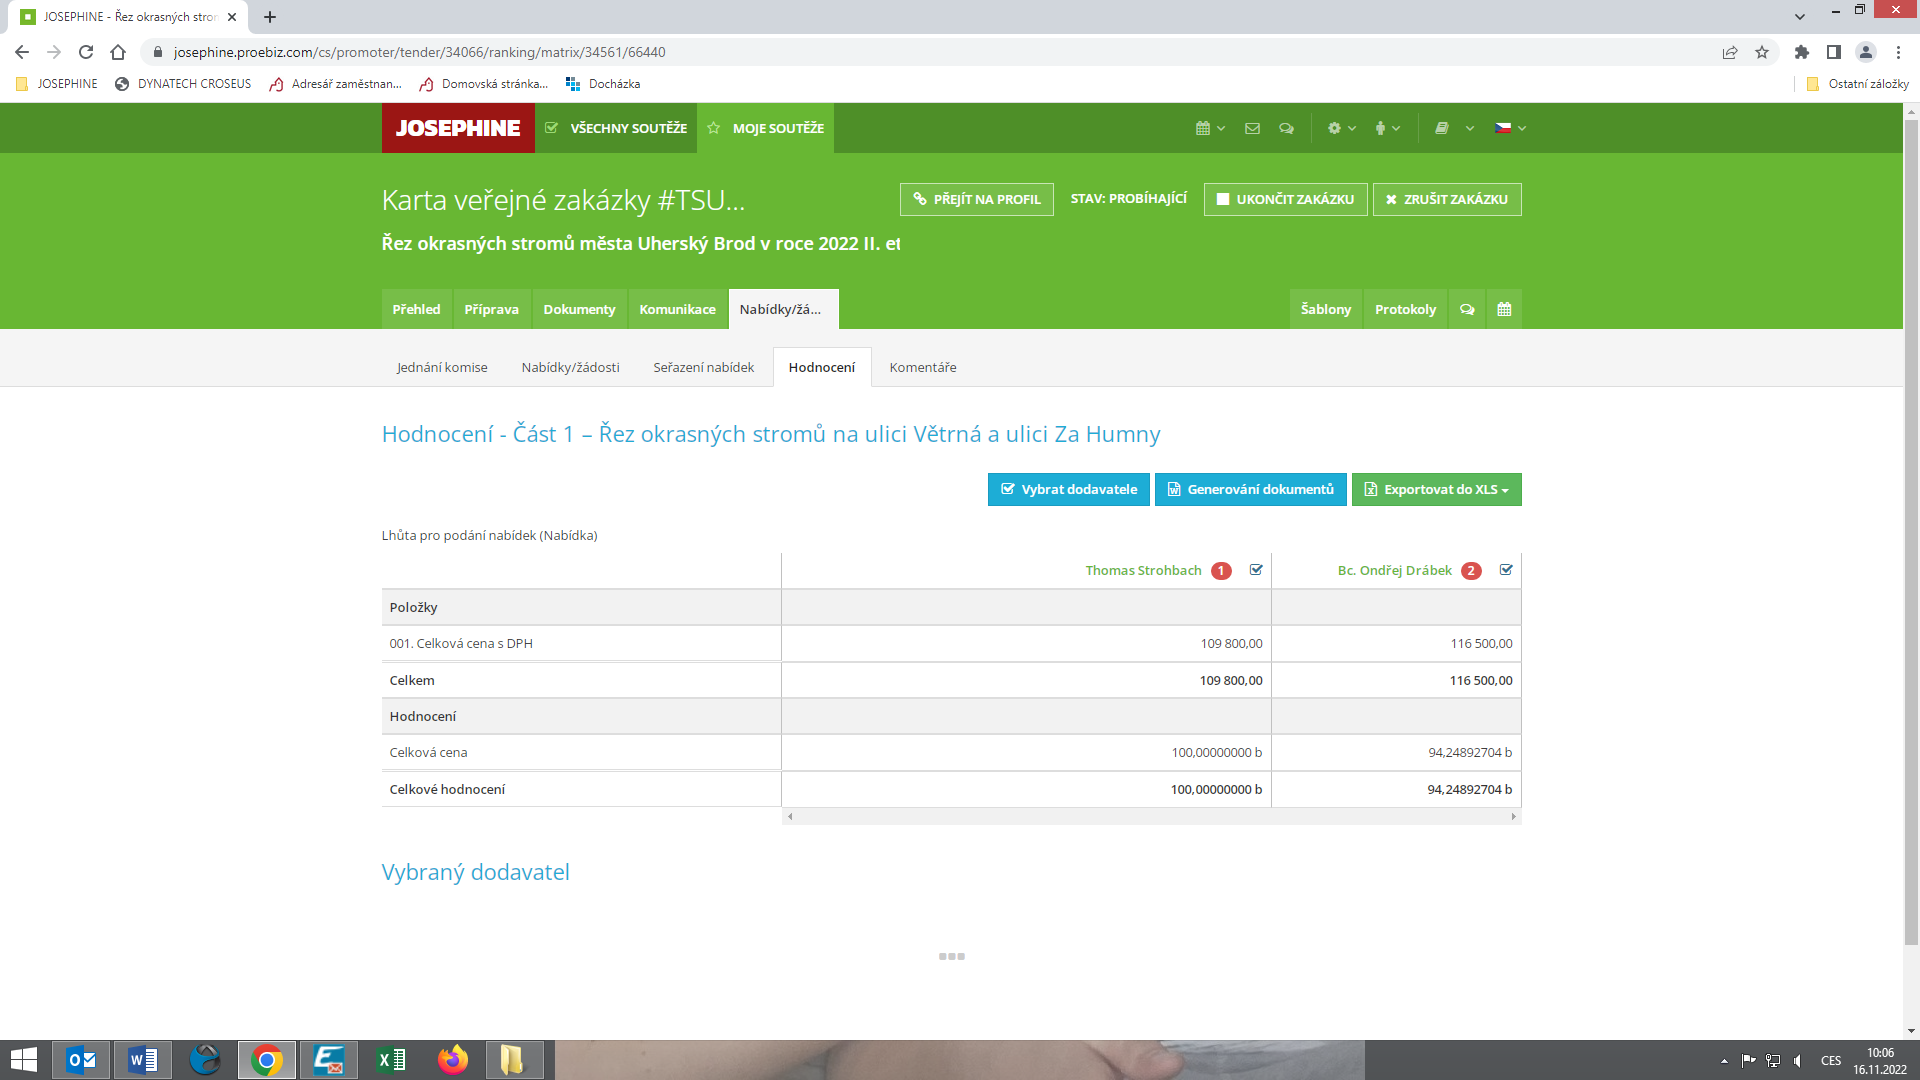 JOSEPHINE - Řez okrasných stron
josephine.proebiz.com/cs/promoter/tender/34066/ranking/matrix/34561/66440
JOSEPHINE DYNATECH CROSEUS Adresář zaměstnan... Domovská stránka... Docházka Ostatní záložky
JOSEPHINE VŠECHNY SOUTĚŽE MOJE SOUTĚŽE
Karta veřejné zakázky #TSU... PŘEJÍT NA PROFIL STAV: PROBÍHAJÍCÍ UKONČIT ZAKÁZKU ZRUŠIT ZAKÁZKU
Řez okrasných stromů města Uherský Brod v roce 2022 II. et
Přehled Příprava Dokumenty Komunikace Nabídky/žá... Šablony Protokoly
Jednání komise Nabídky/žádosti Seřazení nabídek Hodnocení Komentáře
Hodnocení - Část 1 – Řez okrasných stromů na ulici Větrná a ulici Za Humny
Vybrat dodavatele Generování dokumentů Exportovat do XLS
Lhůta pro podání nabídek (Nabídka)
Thomas Strohbach 1 Bc. Ondřej Drábek 2
Položky
001. Celková cena s DPH 109 800,00 116 500,00
Celkem 109 800,00 116 500,00
Hodnocení
Celková cena 100,00000000 b 94,24892704 b
Celkové hodnocení 100,00000000 b 94,24892704 b
Vybraný dodavatel
CES
10:06
16.11.2022